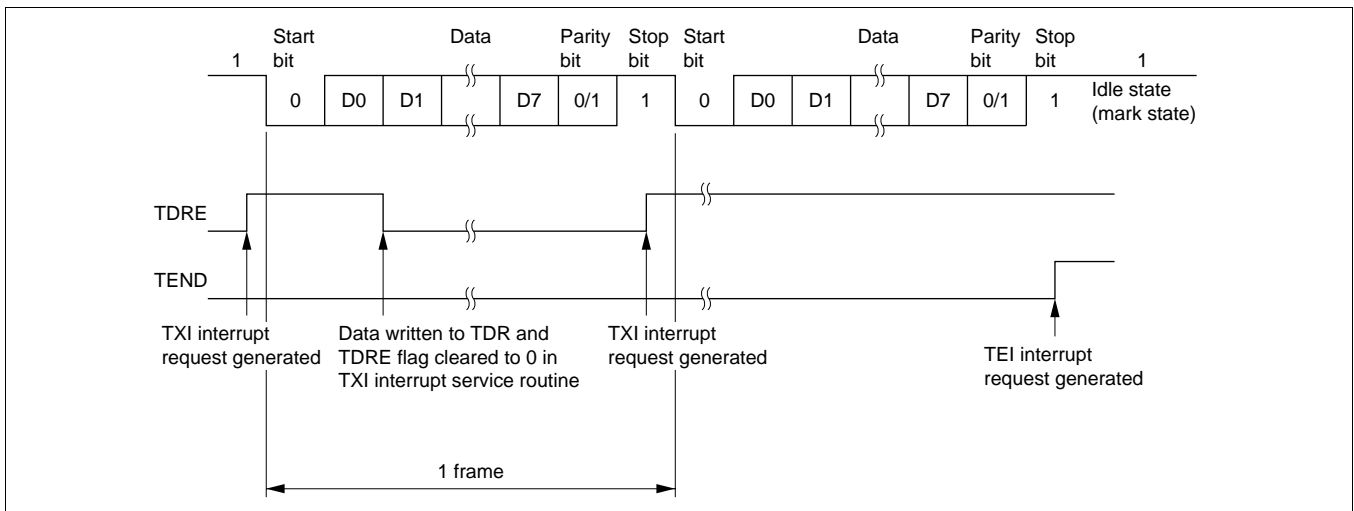 Start Data Parity Stop Start Data Parity Stop
1 bit bit bit bit bit bit 1
0 D0 D1 D7 0/1 1 0 D0 D1 D7 0/1 1 Idle state
(mark state)
TDRE
TEND
TXI interrupt
request generated
Data written to TDR and
TDRE flag cleared to 0 in
TXI interrupt service routine
TXI interrupt
request generated
TEI interrupt
request generated
1 frame